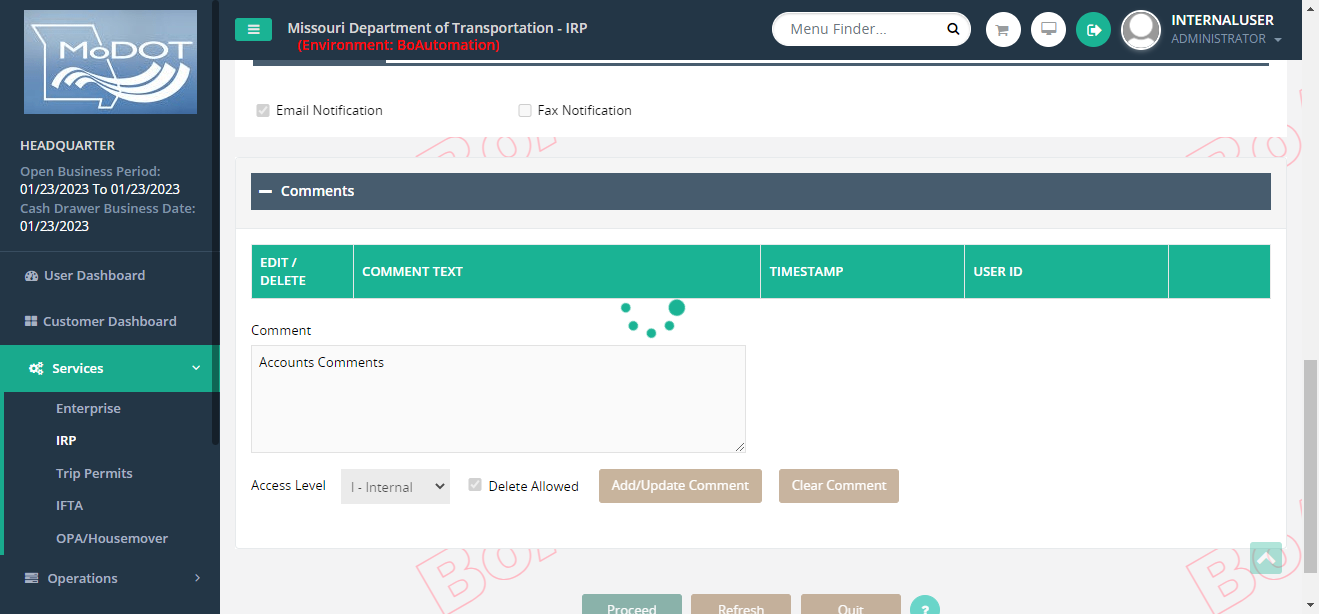 MoDOT
HEADQUARTER
Open Business Period:
01/23/2023 To 01/23/2023
Cash Drawer Business Date:
01/23/2023
User Dashboard
Customer Dashboard
Services
Enterprise
IRP
Trip Permits
IFTA
OPA/Housemover
Operations
Missouri Department of Transportation - IRP
(Environment: BoAutomation)
Menu Finder...
INTERNALUSER
ADMINISTRATOR
Email Notification
Fax Notification
Comments
EDIT / DELETE
COMMENT TEXT
TIMESTAMP
USER ID
Comment
Accounts Comments
Access Level
I - Internal
Delete Allowed
Add/Update Comment
Clear Comment
Proceed
Refresh
Quit
?